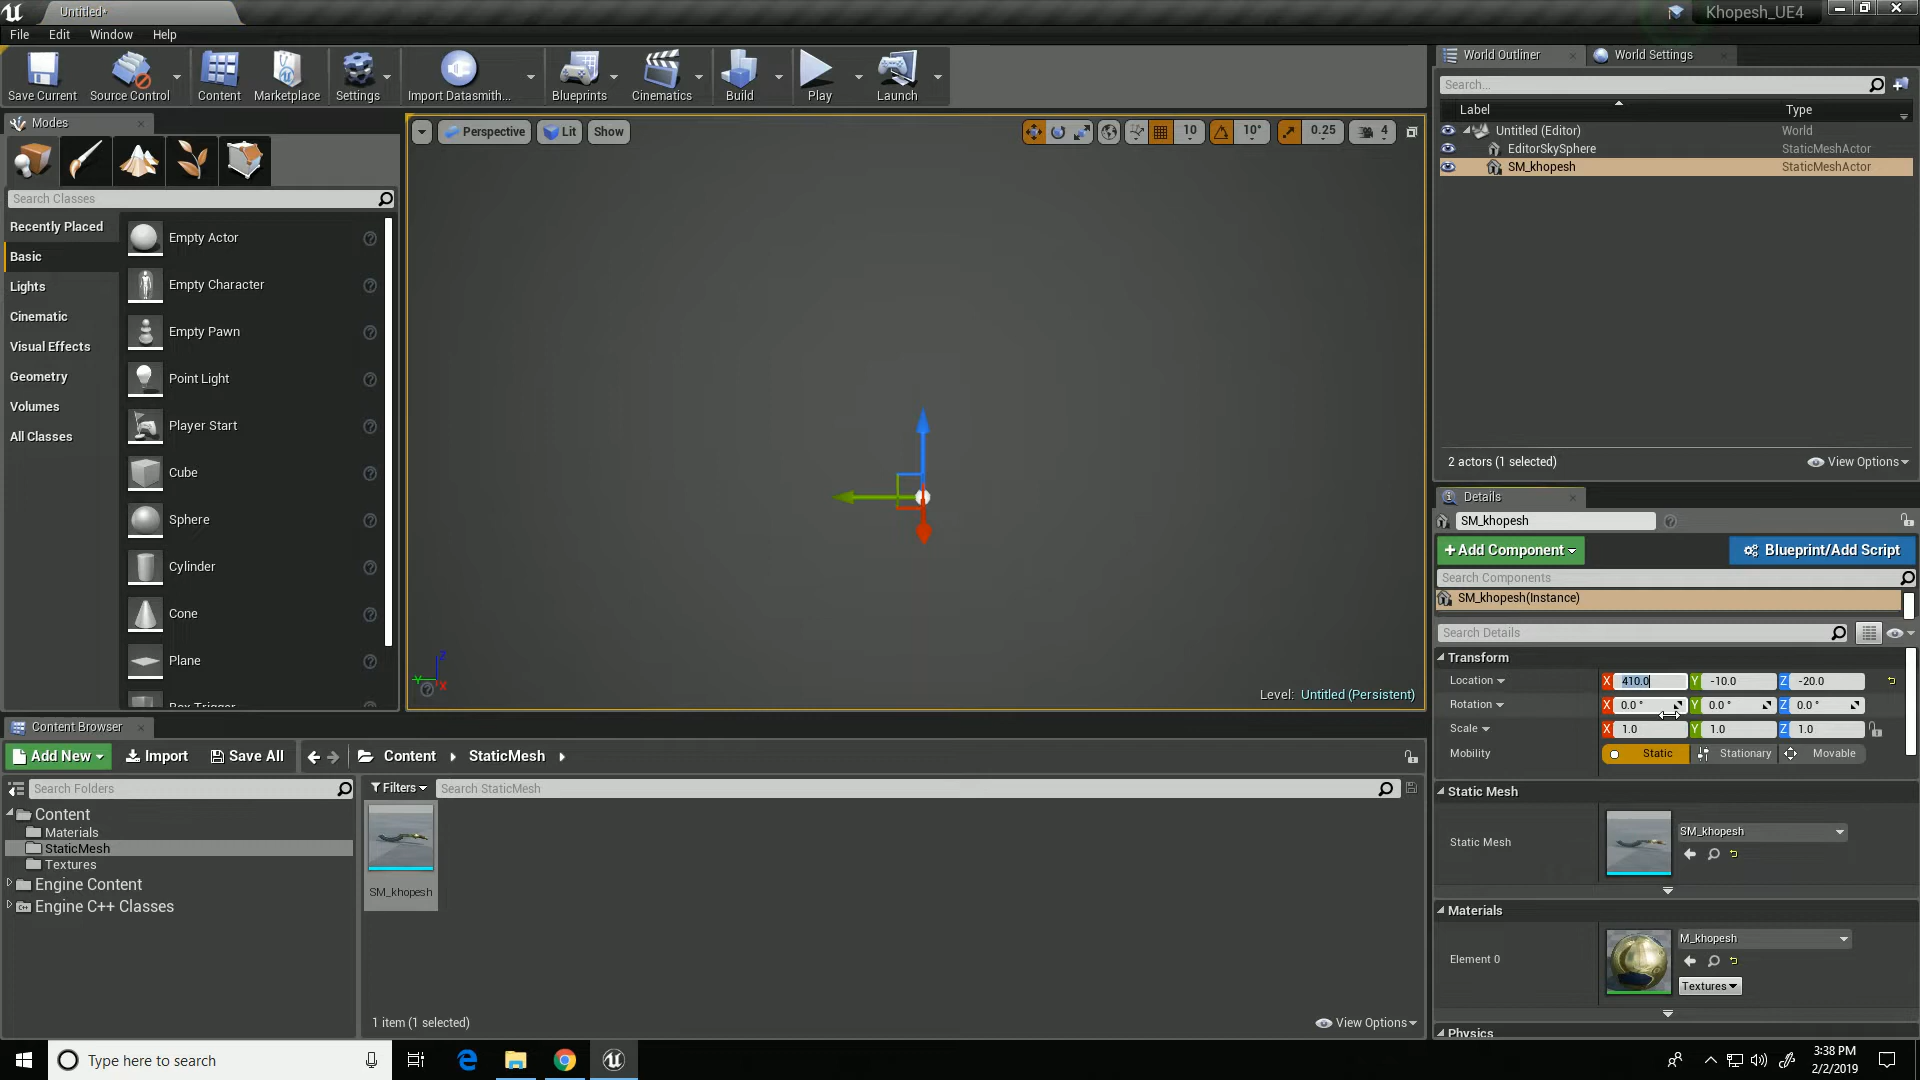 Untitled*
Khopesh_UE4
File
Edit
Window
Help
Save Current
Source Control
Content
Marketplace
Settings
Import Datasmith...
Blueprints
Cinematics
Build
Play
Launch
Modes
Search Classes
Recently Placed
Basic
Lights
Cinematic
Visual Effects
Geometry
Volumes
All Classes
Empty Actor
Empty Character
Empty Pawn
Point Light
Player Start
Cube
Sphere
Cylinder
Cone
Plane
Box Trigger
Perspective
Lit
Show
10
10°
0.25
4
Z
Y
X
Level: Untitled (Persistent)
World Outliner
World Settings
Search...
Label
Type
Untitled (Editor)
World
EditorSkySphere
StaticMeshActor
SM_khopesh
StaticMeshActor
2 actors (1 selected)
View Options
Details
SM_khopesh
+Add Component
Blueprint/Add Script
Search Components
SM_khopesh(Instance)
Search Details
Transform
Location
X 410.0
Y -10.0
Z -20.0
Rotation
X 0.0 °
Y 0.0 °
Z 0.0 °
Scale
X 1.0
Y 1.0
Z 1.0
Mobility
Static
Stationary
Movable
Static Mesh
Static Mesh
SM_khopesh
Materials
Element 0
M_khopesh
Textures
Physics
Content Browser
Add New
Import
Save All
Content
StaticMesh
Search Folders
Filters
Search StaticMesh
Content
Materials
StaticMesh
Textures
Engine Content
Engine C++ Classes
SM_khopesh
1 item (1 selected)
View Options
Type here to search
3:38 PM
2/2/2019